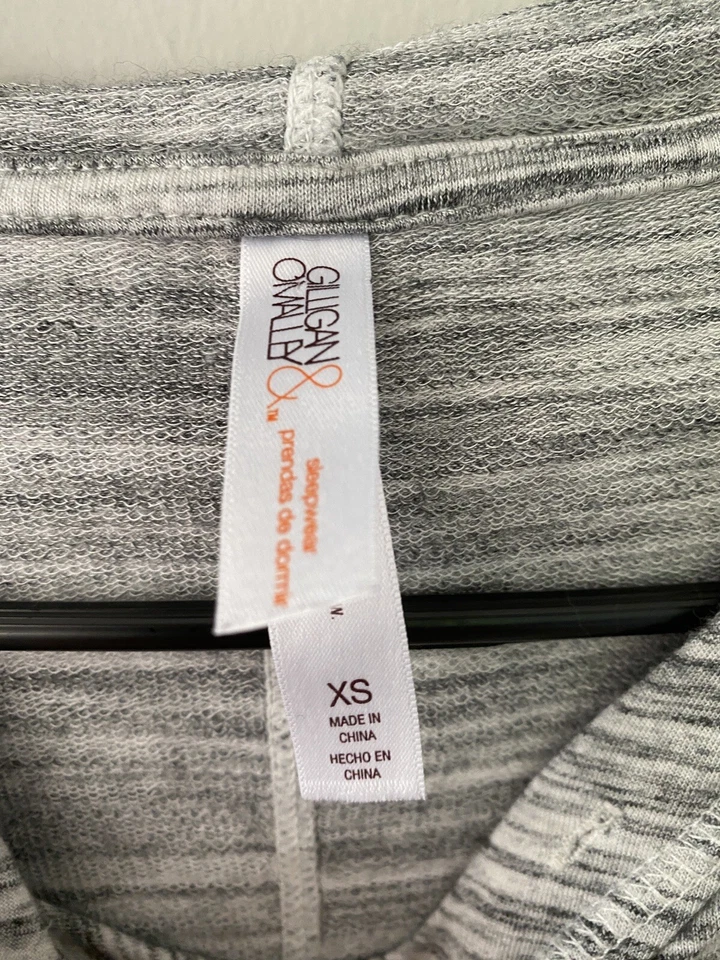 GILLIGAN &
O'MALLEY ™
sleepwear
prendas de dormir
W.
XS
MADE IN
CHINA
HECHO EN
CHINA